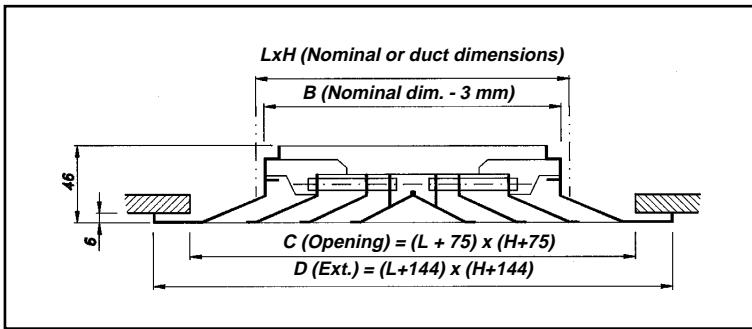 LxH (Nominal or duct dimensions)
B (Nominal dim. - 3 mm)
46
6
C (Opening) = (L + 75) x (H+75)
D (Ext.) = (L+144) x (H+144)